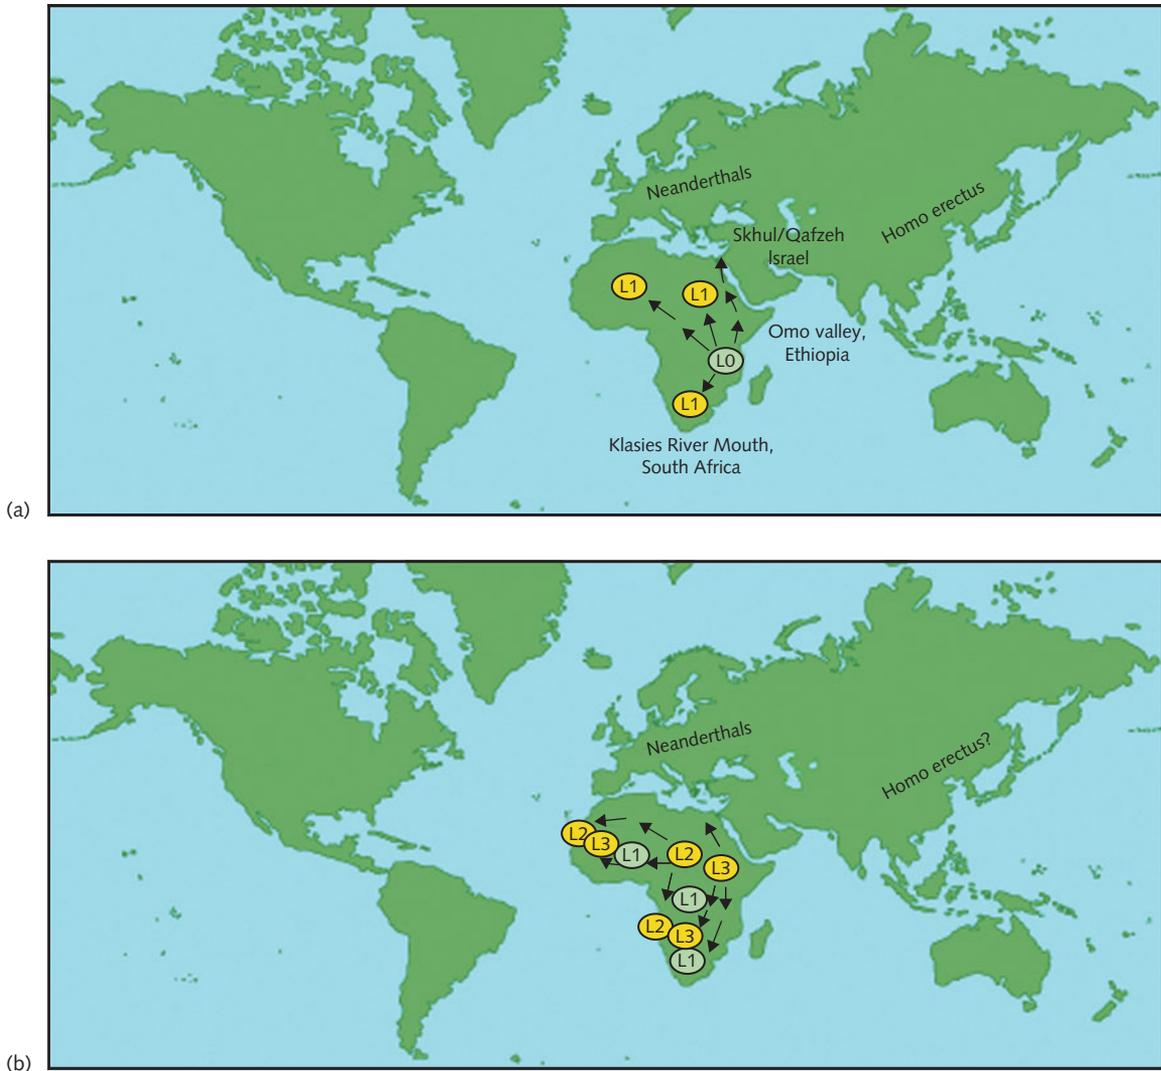 Neanderthals
Homo erectus
Skhul/Qafzeh
Israel
L1
L1
Omo valley,
Ethiopia
L0
L1
Klasies River Mouth,
South Africa
(a)
Neanderthals
Homo erectus?
L2
L3
L1
L2
L3
L1
L2
L3
L1
(b)